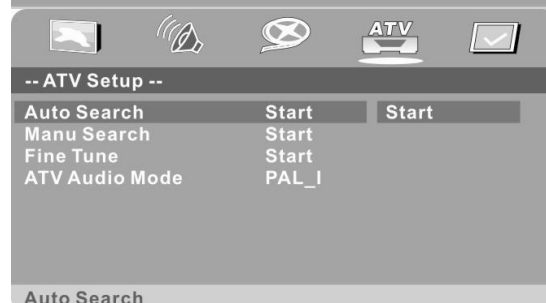 ATV
-- ATV Setup --
Auto Search Start Start
Manu Search Start
Fine Tune Start
ATV Audio Mode PAL_I
Auto Search